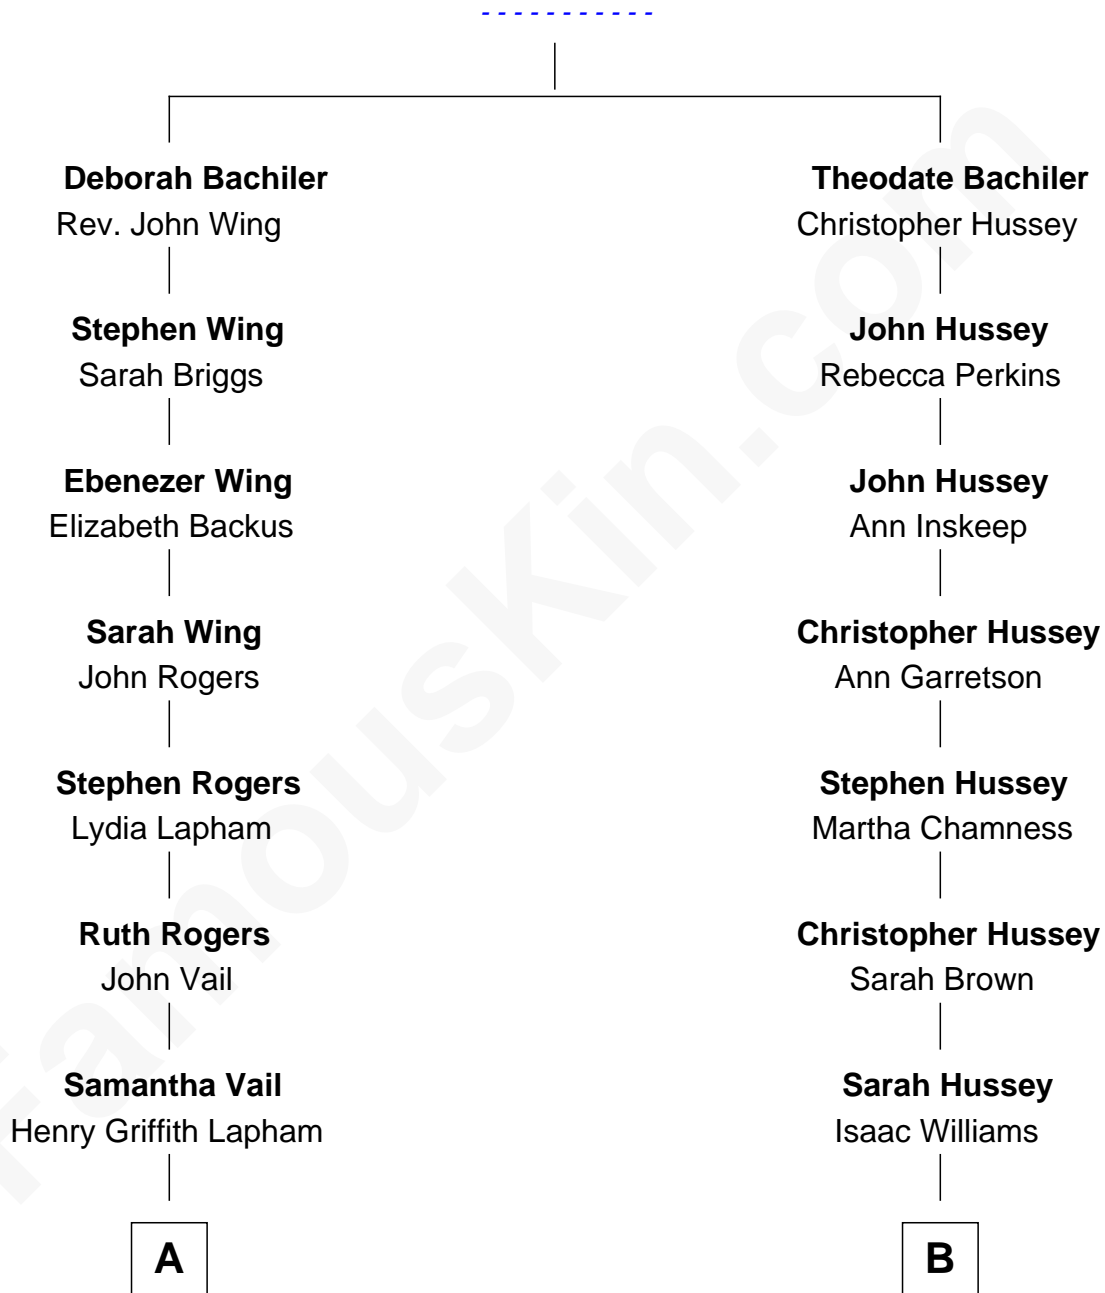 - - - - - - - - - - -
Deborah Bachiler
Rev. John Wing
Theodate Bachiler
Christopher Hussey
Stephen Wing
Sarah Briggs
John Hussey
Rebecca Perkins
Ebenezer Wing
Elizabeth Backus
John Hussey
Ann Inskeep
Sarah Wing
John Rogers
Christopher Hussey
Ann Garretson
Stephen Rogers
Lydia Lapham
Stephen Hussey
Martha Chamness
Ruth Rogers
John Vail
Christopher Hussey
Sarah Brown
Samantha Vail
Henry Griffith Lapham
Sarah Hussey
Isaac Williams
A
B
FamousKin.com